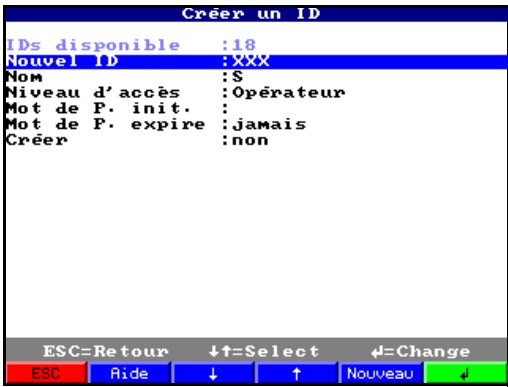 Créer un ID
IDs disponible :18
Nouvel ID :XXX
Nom :S
Niveau d'accès :Opérateur
Mot de P. init. :
Mot de P. expire :jamais
Créer :non
ESC=Retour ↓↑=Select ↲=Change
ESC Aide ↓ ↑ Nouveau ↲